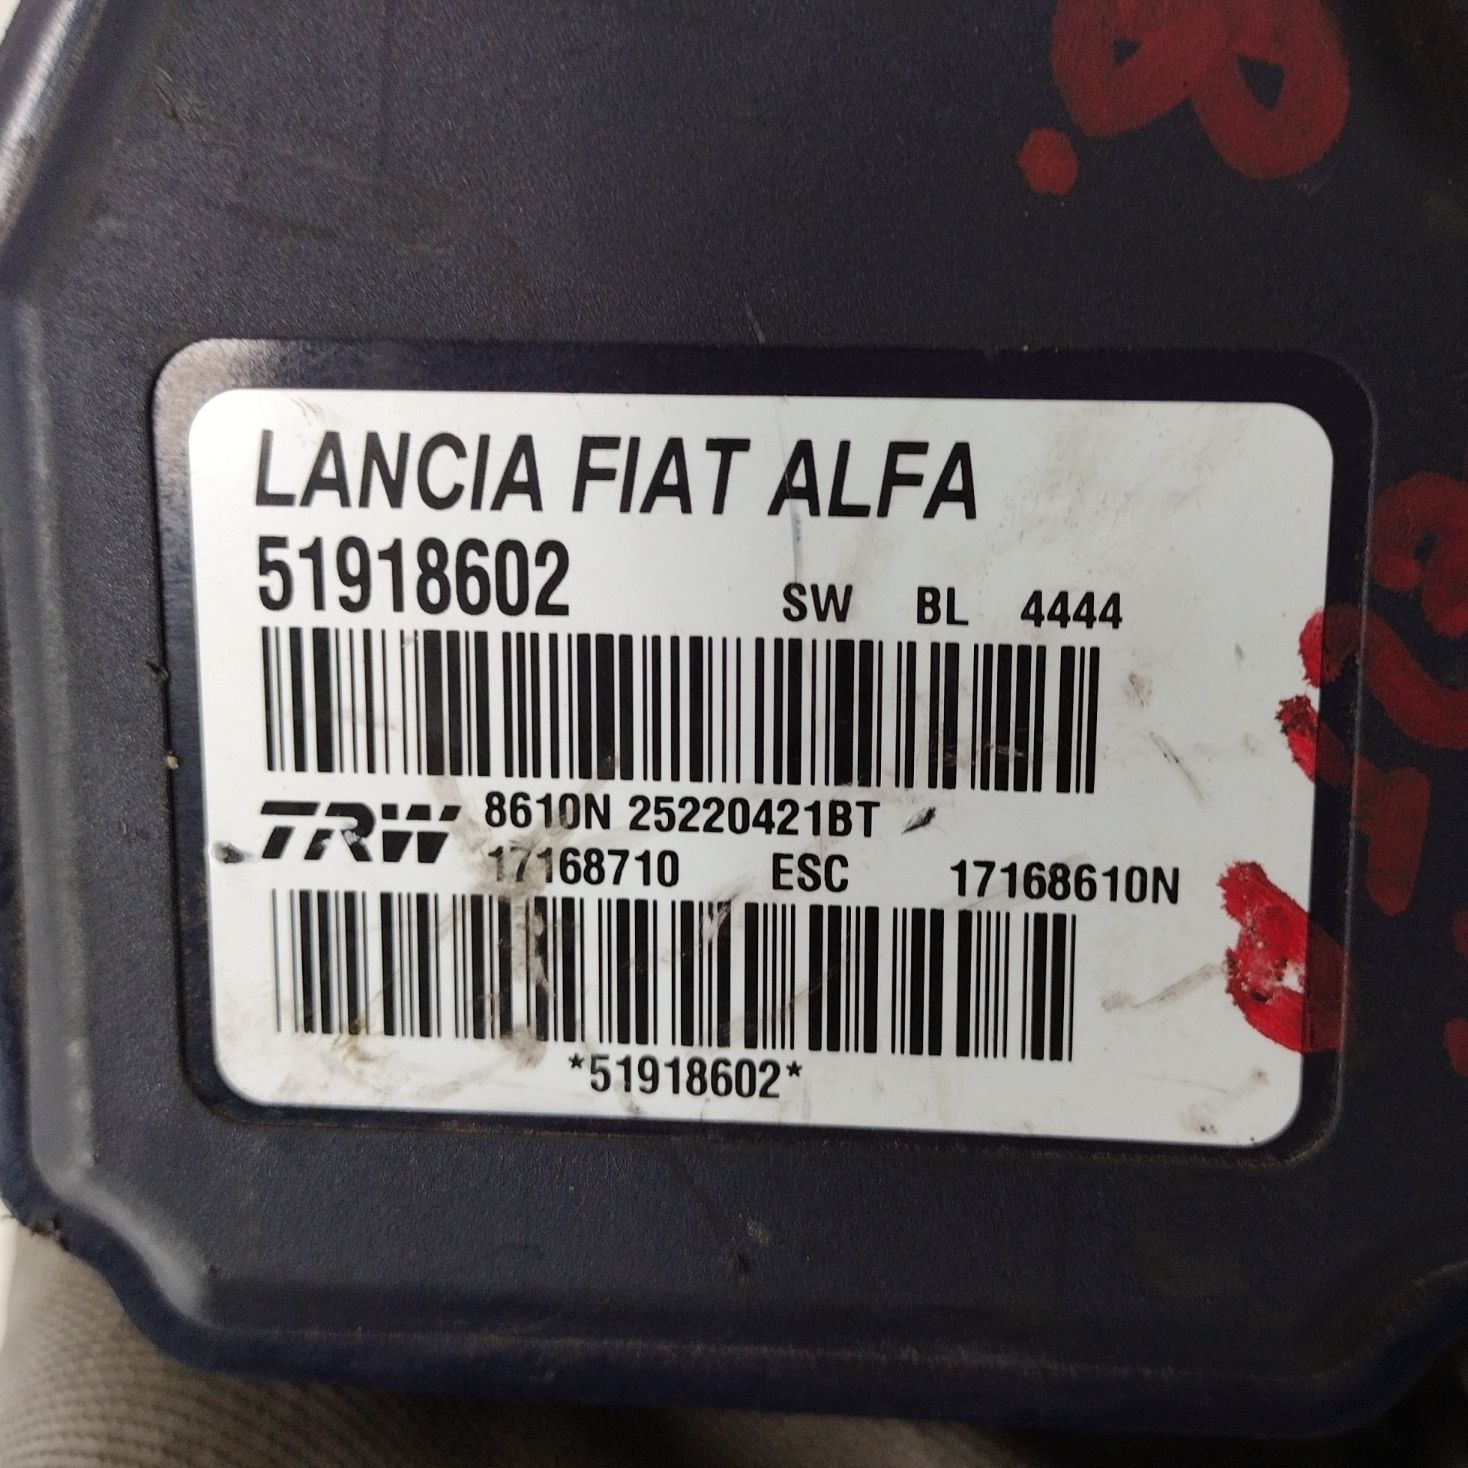 LANCIA FIAT ALFA
51918602 SW BL 4444
TRW 8610N 25220421BT
17168710 ESC 17168610N
*51918602*